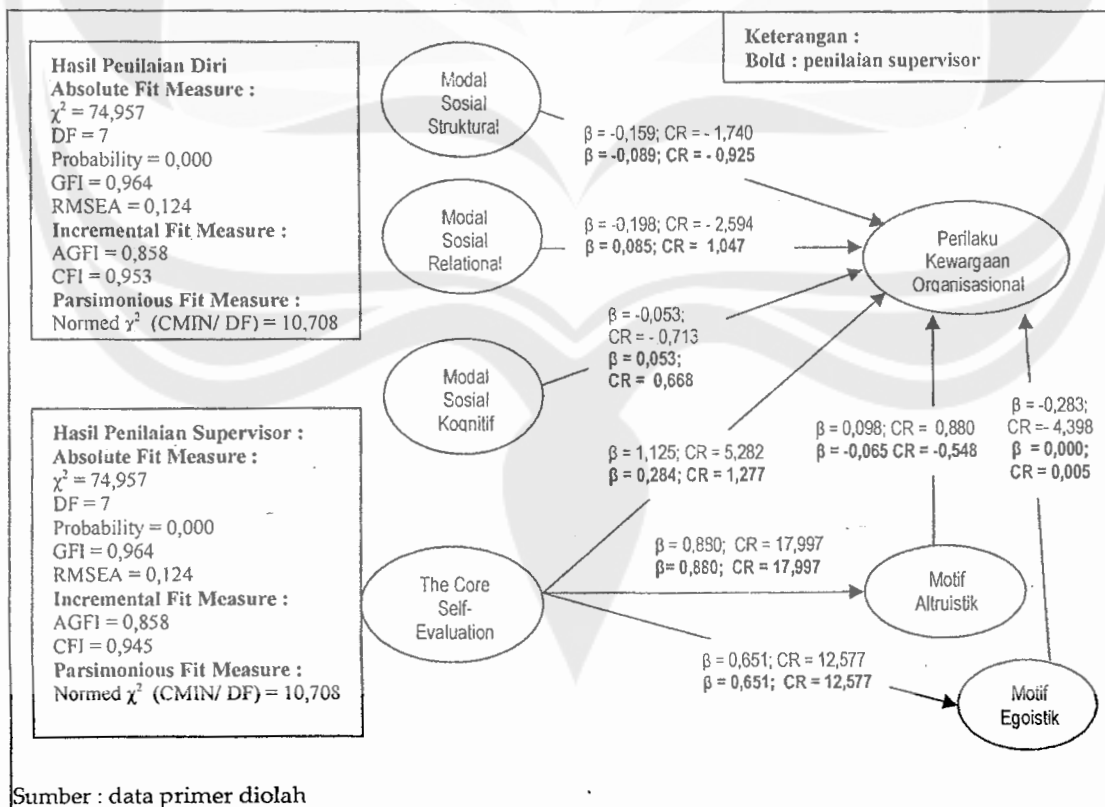 Keterangan :
Bold : penilaian supervisor
Hasil Penilaian Diri
Absolute Fit Measure :
χ² = 74,957
DF = 7
Probability = 0,000
GFI = 0,964
RMSEA = 0,124
Incremental Fit Measure :
AGFI = 0,858
CFI = 0,953
Parsimonious Fit Measure :
Normed χ² (CMIN/ DF) = 10,708
Hasil Penilaian Supervisor :
Absolute Fit Measure :
χ² = 74,957
DF = 7
Probability = 0,000
GFI = 0,964
RMSEA = 0,124
Incremental Fit Measure :
AGFI = 0,858
CFI = 0,945
Parsimonious Fit Measure :
Normed χ² (CMIN/ DF) = 10,708
Modal
Sosial
Struktural
β = -0,159; CR = - 1,740
β = -0,089; CR = - 0,925
Modal
Sosial
Relational
β = -0,198; CR = - 2,594
β = 0,085; CR = 1,047
Perilaku
Kewargaan
Organisasional
Modal
Sosial
Kognitif
β = -0,053;
CR = - 0,713
β = 0,053;
CR = 0,668
β = 1,125; CR = 5,282
β = 0,284; CR = 1,277
β = 0,098; CR = 0,880
β = -0,065 CR = -0,548
β = -0,283;
CR = - 4,398
β = 0,000;
CR = 0,005
The Core
Self-
Evaluation
β = 0,880; CR = 17,997
β= 0,880; CR = 17,997
Motif
Altruistik
β = 0,651; CR = 12,577
β = 0,651; CR = 12,577
Motif
Egoistik
Sumber : data primer diolah